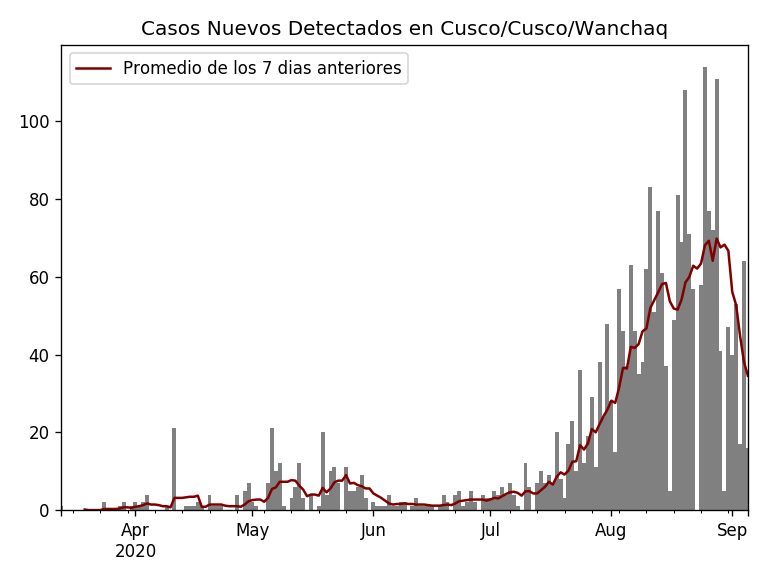 Casos Nuevos Detectados en Cusco/Cusco/Wanchaq
Promedio de los 7 dias anteriores
100
80
60
40
20
0
Apr May Jun Jul Aug Sep
2020